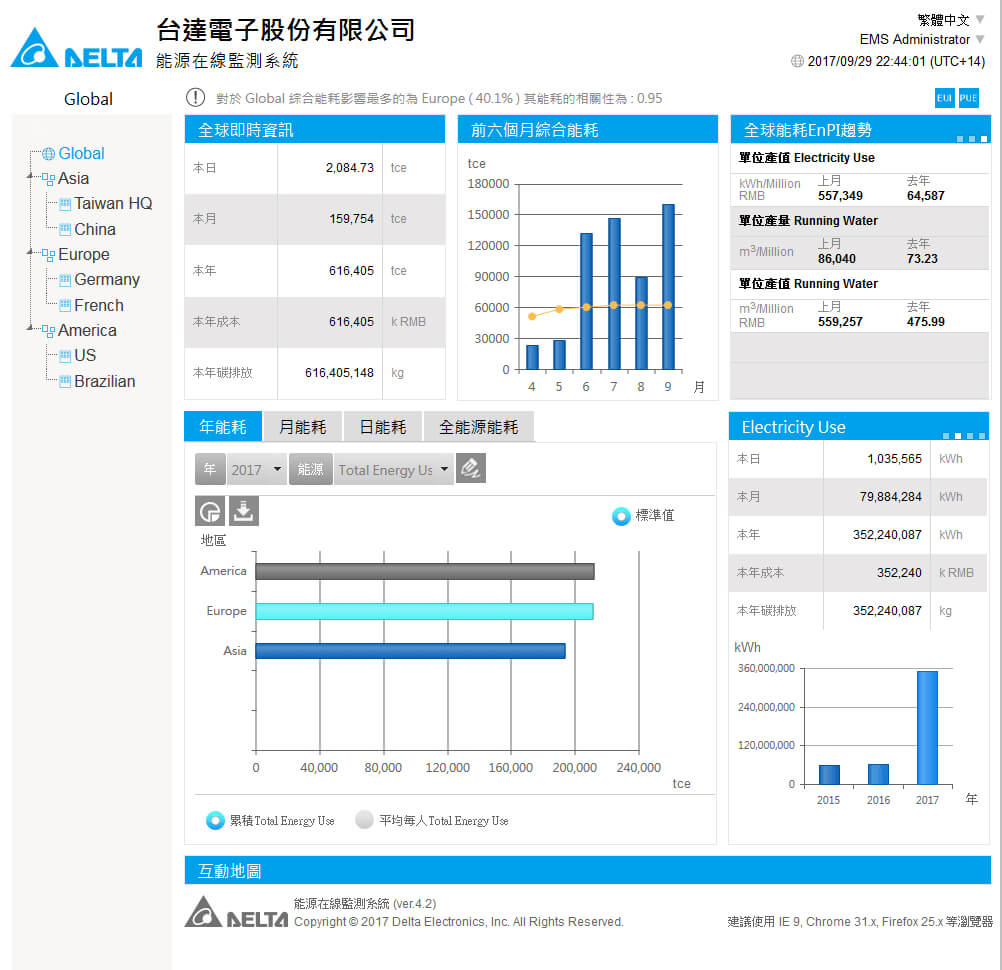 台達電子股份有限公司
能源在線監測系統
DELTA
繁體中文
EMS Administrator
2017/09/29 22:44:01 (UTC+14)
Global
對於 Global 綜合能耗影響最多的為 Europe ( 40.1% ) 其能耗的相關性為 : 0.95
EUI PUE
Global
Asia
Taiwan HQ
China
Europe
Germany
French
America
US
Brazilian
全球即時資訊
本日 2,084.73 tce
本月 159,754 tce
本年 616,405 tce
本年成本 616,405 k RMB
本年碳排放 616,405,148 kg
前六個月綜合能耗
tce
180000
150000
120000
90000
60000
30000
0
4 5 6 7 8 9 月
全球能耗EnPI趨勢
單位產值 Electricity Use
kWh/Million RMB 上月 557,349 去年 64,587
單位產量 Running Water
m³/Million 上月 86,040 去年 73.23
單位產值 Running Water
m³/Million RMB 上月 559,257 去年 475.99
年能耗 月能耗 日能耗 全能源能耗
年 2017 能源 Total Energy Us
標準值
地區
America
Europe
Asia
0 40,000 80,000 120,000 160,000 200,000 240,000
tce
累積Total Energy Use 平均每人Total Energy Use
Electricity Use
本日 1,035,565 kWh
本月 79,884,284 kWh
本年 352,240,087 kWh
本年成本 352,240 k RMB
本年碳排放 352,240,087 kg
kWh
360,000,000
240,000,000
120,000,000
0
2015 2016 2017 年
互動地圖
DELTA
能源在線監測系統 (ver.4.2)
Copyright © 2017 Delta Electronics, Inc. All Rights Reserved.
建議使用 IE 9, Chrome 31.x, Firefox 25.x 等瀏覽器